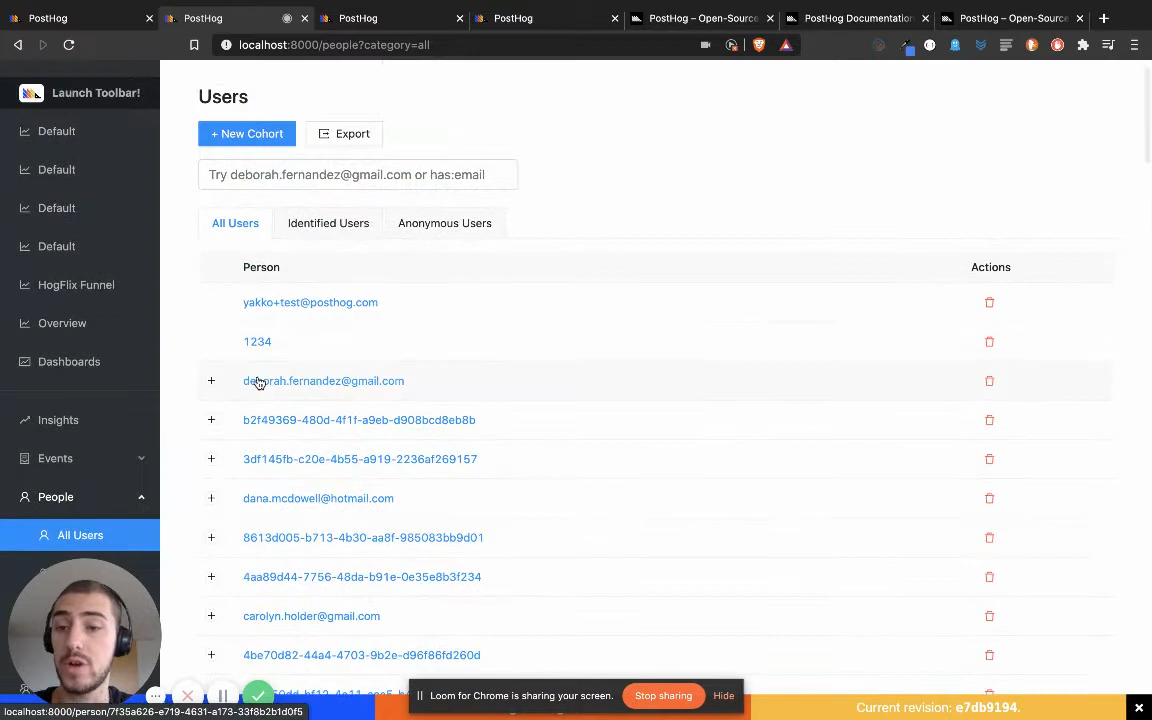 PostHog
PostHog
PostHog
PostHog
PostHog – Open-Source
PostHog Documentation
PostHog – Open-Source
localhost:8000/people?category=all
Launch Toolbar!
Default
Default
Default
Default
HogFlix Funnel
Overview
Dashboards
Insights
Events
People
All Users
Users
+ New Cohort
Export
Try deborah.fernandez@gmail.com or has:email
All Users
Identified Users
Anonymous Users
Person
Actions
yakko+test@posthog.com
1234
deborah.fernandez@gmail.com
b2f49369-480d-4f1f-a9eb-d908bcd8eb8b
3df145fb-c20e-4b55-a919-2236af269157
dana.mcdowell@hotmail.com
8613d005-b713-4b30-aa8f-985083bb9d01
4aa89d44-7756-48da-b91e-0e35e8b3f234
carolyn.holder@gmail.com
4be70d82-44a4-4703-9b2e-d96f86fd260d
Loom for Chrome is sharing your screen.
Stop sharing
Hide
Current revision: e7db9194.
localhost:8000/person/7f35a626-e719-4631-a173-33f8b2b1d0f5